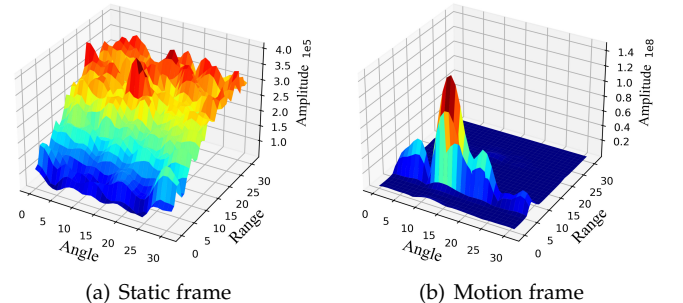 4.0 1e5
3.5
3.0
2.5
2.0
1.5
1.0
Amplitude
0 5 10 15 20 25 30
Angle
0 5 10 15 20 25 30
Range
(a) Static frame
1.4 1e8
1.2
1.0
0.8
0.6
0.4
0.2
Amplitude
0 5 10 15 20 25 30
Angle
0 5 10 15 20 25 30
Range
(b) Motion frame